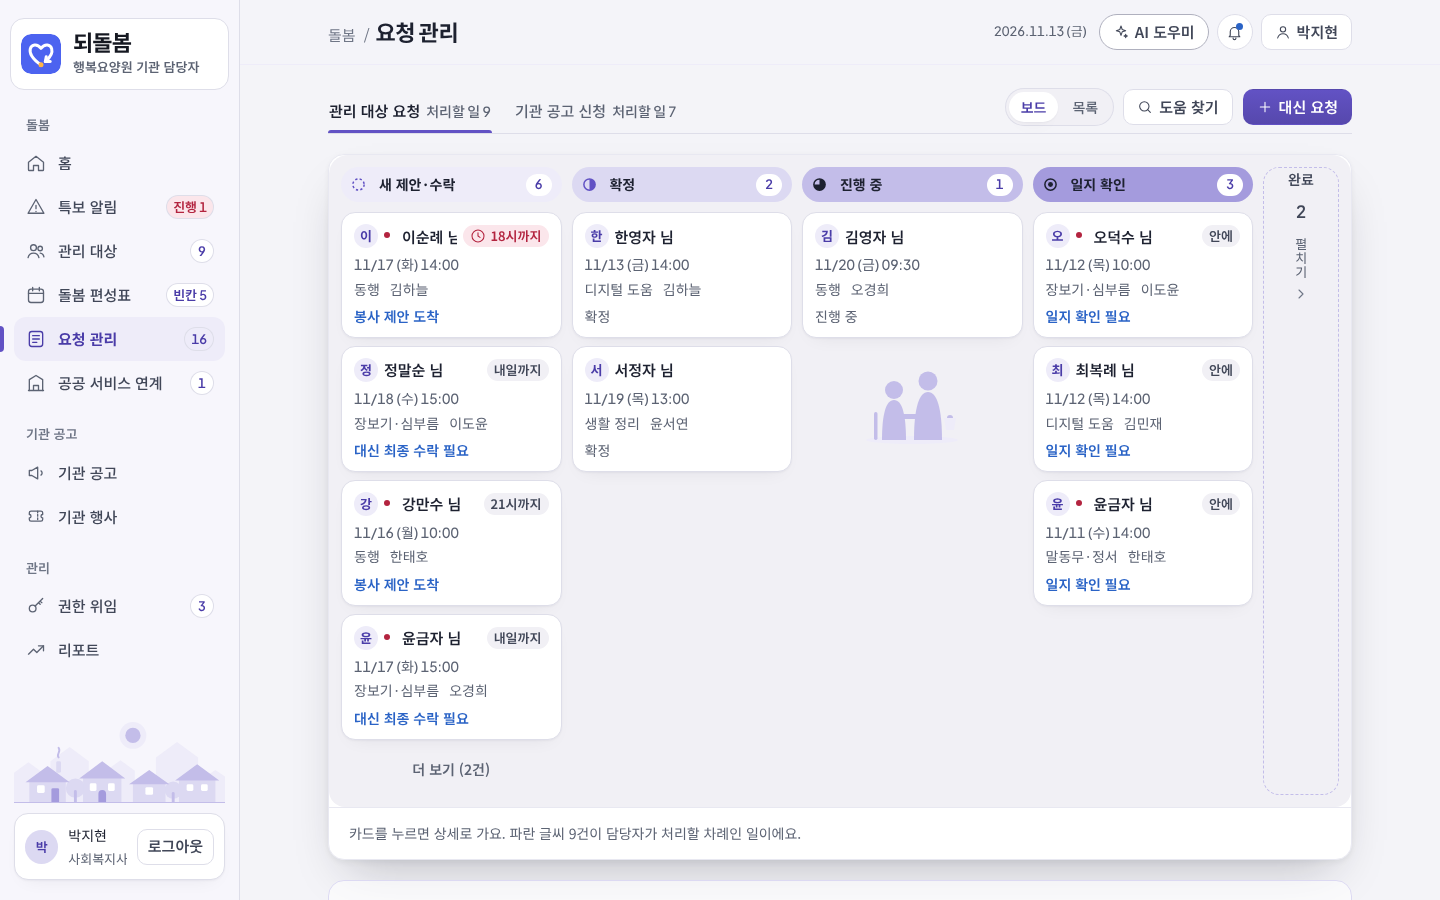 되돌봄
행복요양원 기관 담당자
돌봄
홈
특보 알림 진행 1
관리 대상 9
돌봄 편성표 빈칸 5
요청 관리 16
공공 서비스 연계 1
기관 공고
기관 공고
기관 행사
관리
권한 위임 3
리포트
박 박지현
사회복지사
로그아웃
돌봄 / 요청 관리
2026.11.13 (금) AI 도우미 박지현
관리 대상 요청 처리할 일 9 기관 공고 신청 처리할 일 7
보드 목록 도움 찾기 + 대신 요청
새 제안·수락 6
이 이순례 님 18시까지
11/17 (화) 14:00
동행 김하늘
봉사 제안 도착
정 정말순 님 내일까지
11/18 (수) 15:00
장보기·심부름 이도윤
대신 최종 수락 필요
강 강만수 님 21시까지
11/16 (월) 10:00
동행 한태호
봉사 제안 도착
윤 윤금자 님 내일까지
11/17 (화) 15:00
장보기·심부름 오경희
대신 최종 수락 필요
더 보기 (2건)
확정 2
한 한영자 님
11/13 (금) 14:00
디지털 도움 김하늘
확정
서 서정자 님
11/19 (목) 13:00
생활 정리 윤서연
확정
진행 중 1
김 김영자 님
11/20 (금) 09:30
동행 오경희
진행 중
일지 확인 3
오 오덕수 님 안에
11/12 (목) 10:00
장보기·심부름 이도윤
일지 확인 필요
최 최복례 님 안에
11/12 (목) 14:00
디지털 도움 김민재
일지 확인 필요
윤 윤금자 님 안에
11/11 (수) 14:00
말동무·정서 한태호
일지 확인 필요
완료
2
펼치기
카드를 누르면 상세로 가요. 파란 글씨 9건이 담당자가 처리할 차례인 일이에요.